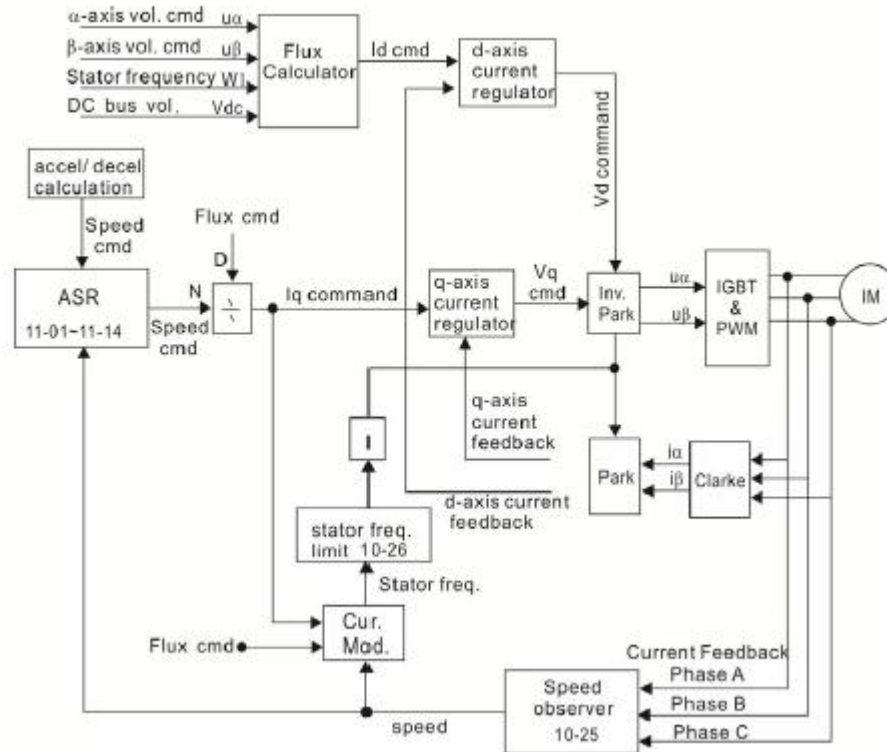 α-axis vol. cmd uα
β-axis vol. cmd uβ
Stator frequency W1
DC bus vol. Vdc
Flux
Calculator
Id cmd
d-axis
current
regulator
accel/ decel
calculation
Speed
cmd
Flux cmd
Vd command
ASR
11-01~11-14
N
Speed
cmd
D
÷
Iq command
q-axis
current
regulator
Vq
cmd
Inv.
Park
uα
uβ
IGBT
&
PWM
IM
q-axis
current
feedback
I
Park
iα
iβ
Clarke
d-axis current
feedback
stator freq.
limit 10-26
Stator freq.
Cur.
Mad.
Flux cmd
Current Feedback
Phase A
Phase B
Phase C
Speed
observer
10-25
speed